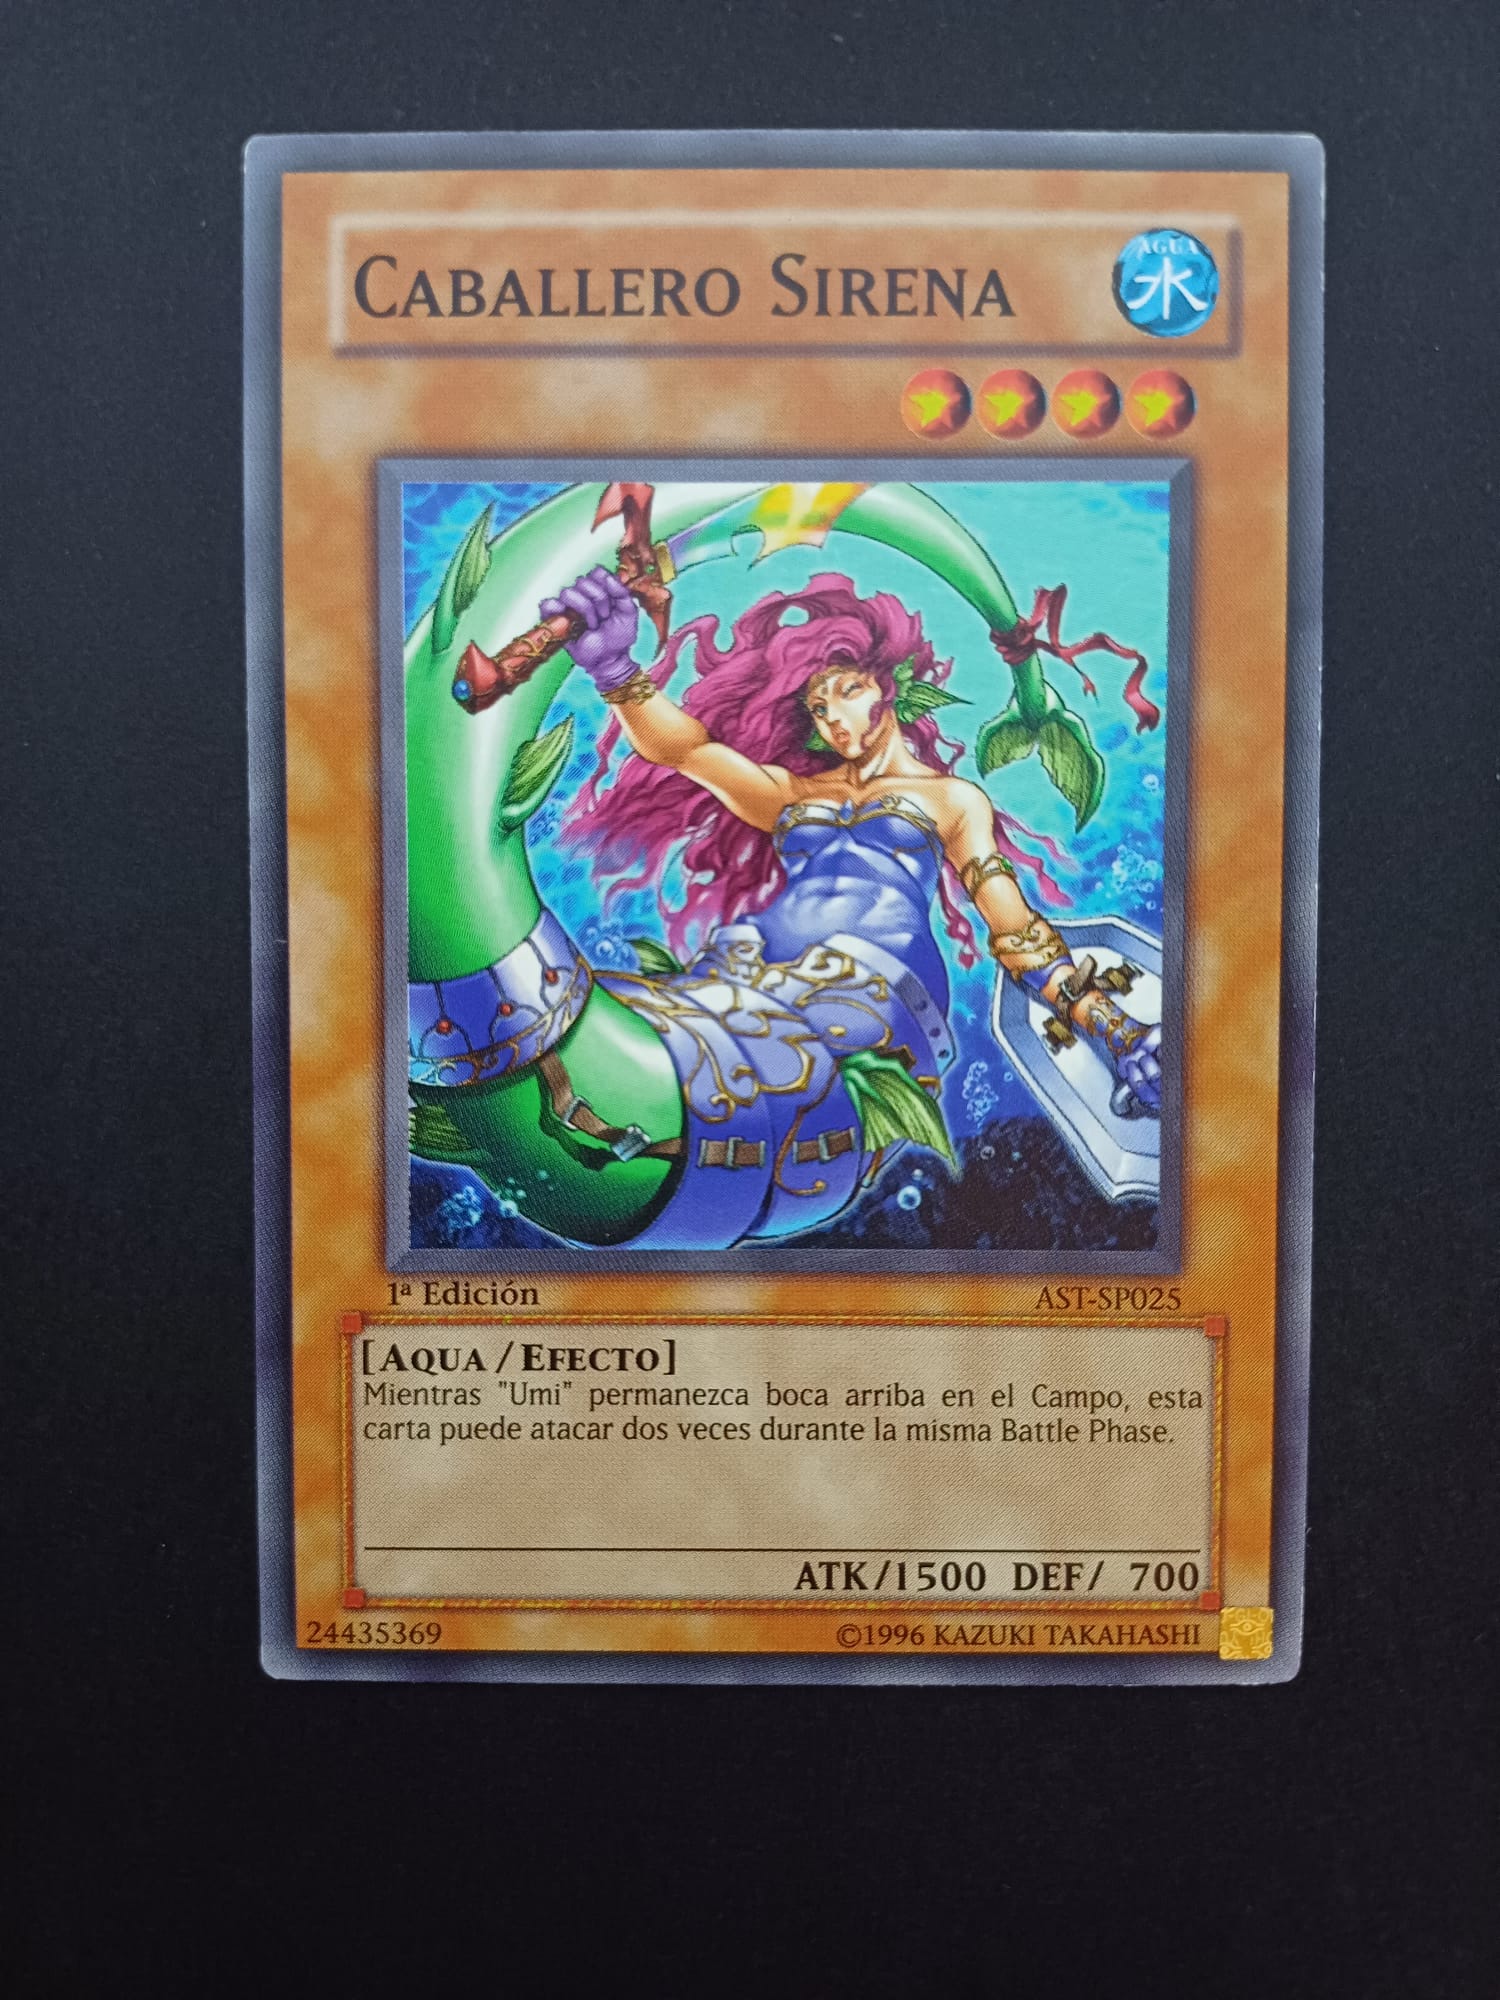 CABALLERO SIRENA
AGUA
水
1ª Edición
AST-SP025
[AQUA / EFECTO]
Mientras "Umi" permanezca boca arriba en el Campo, esta
carta puede atacar dos veces durante la misma Battle Phase.
ATK/1500 DEF/ 700
24435369
©1996 KAZUKI TAKAHASHI